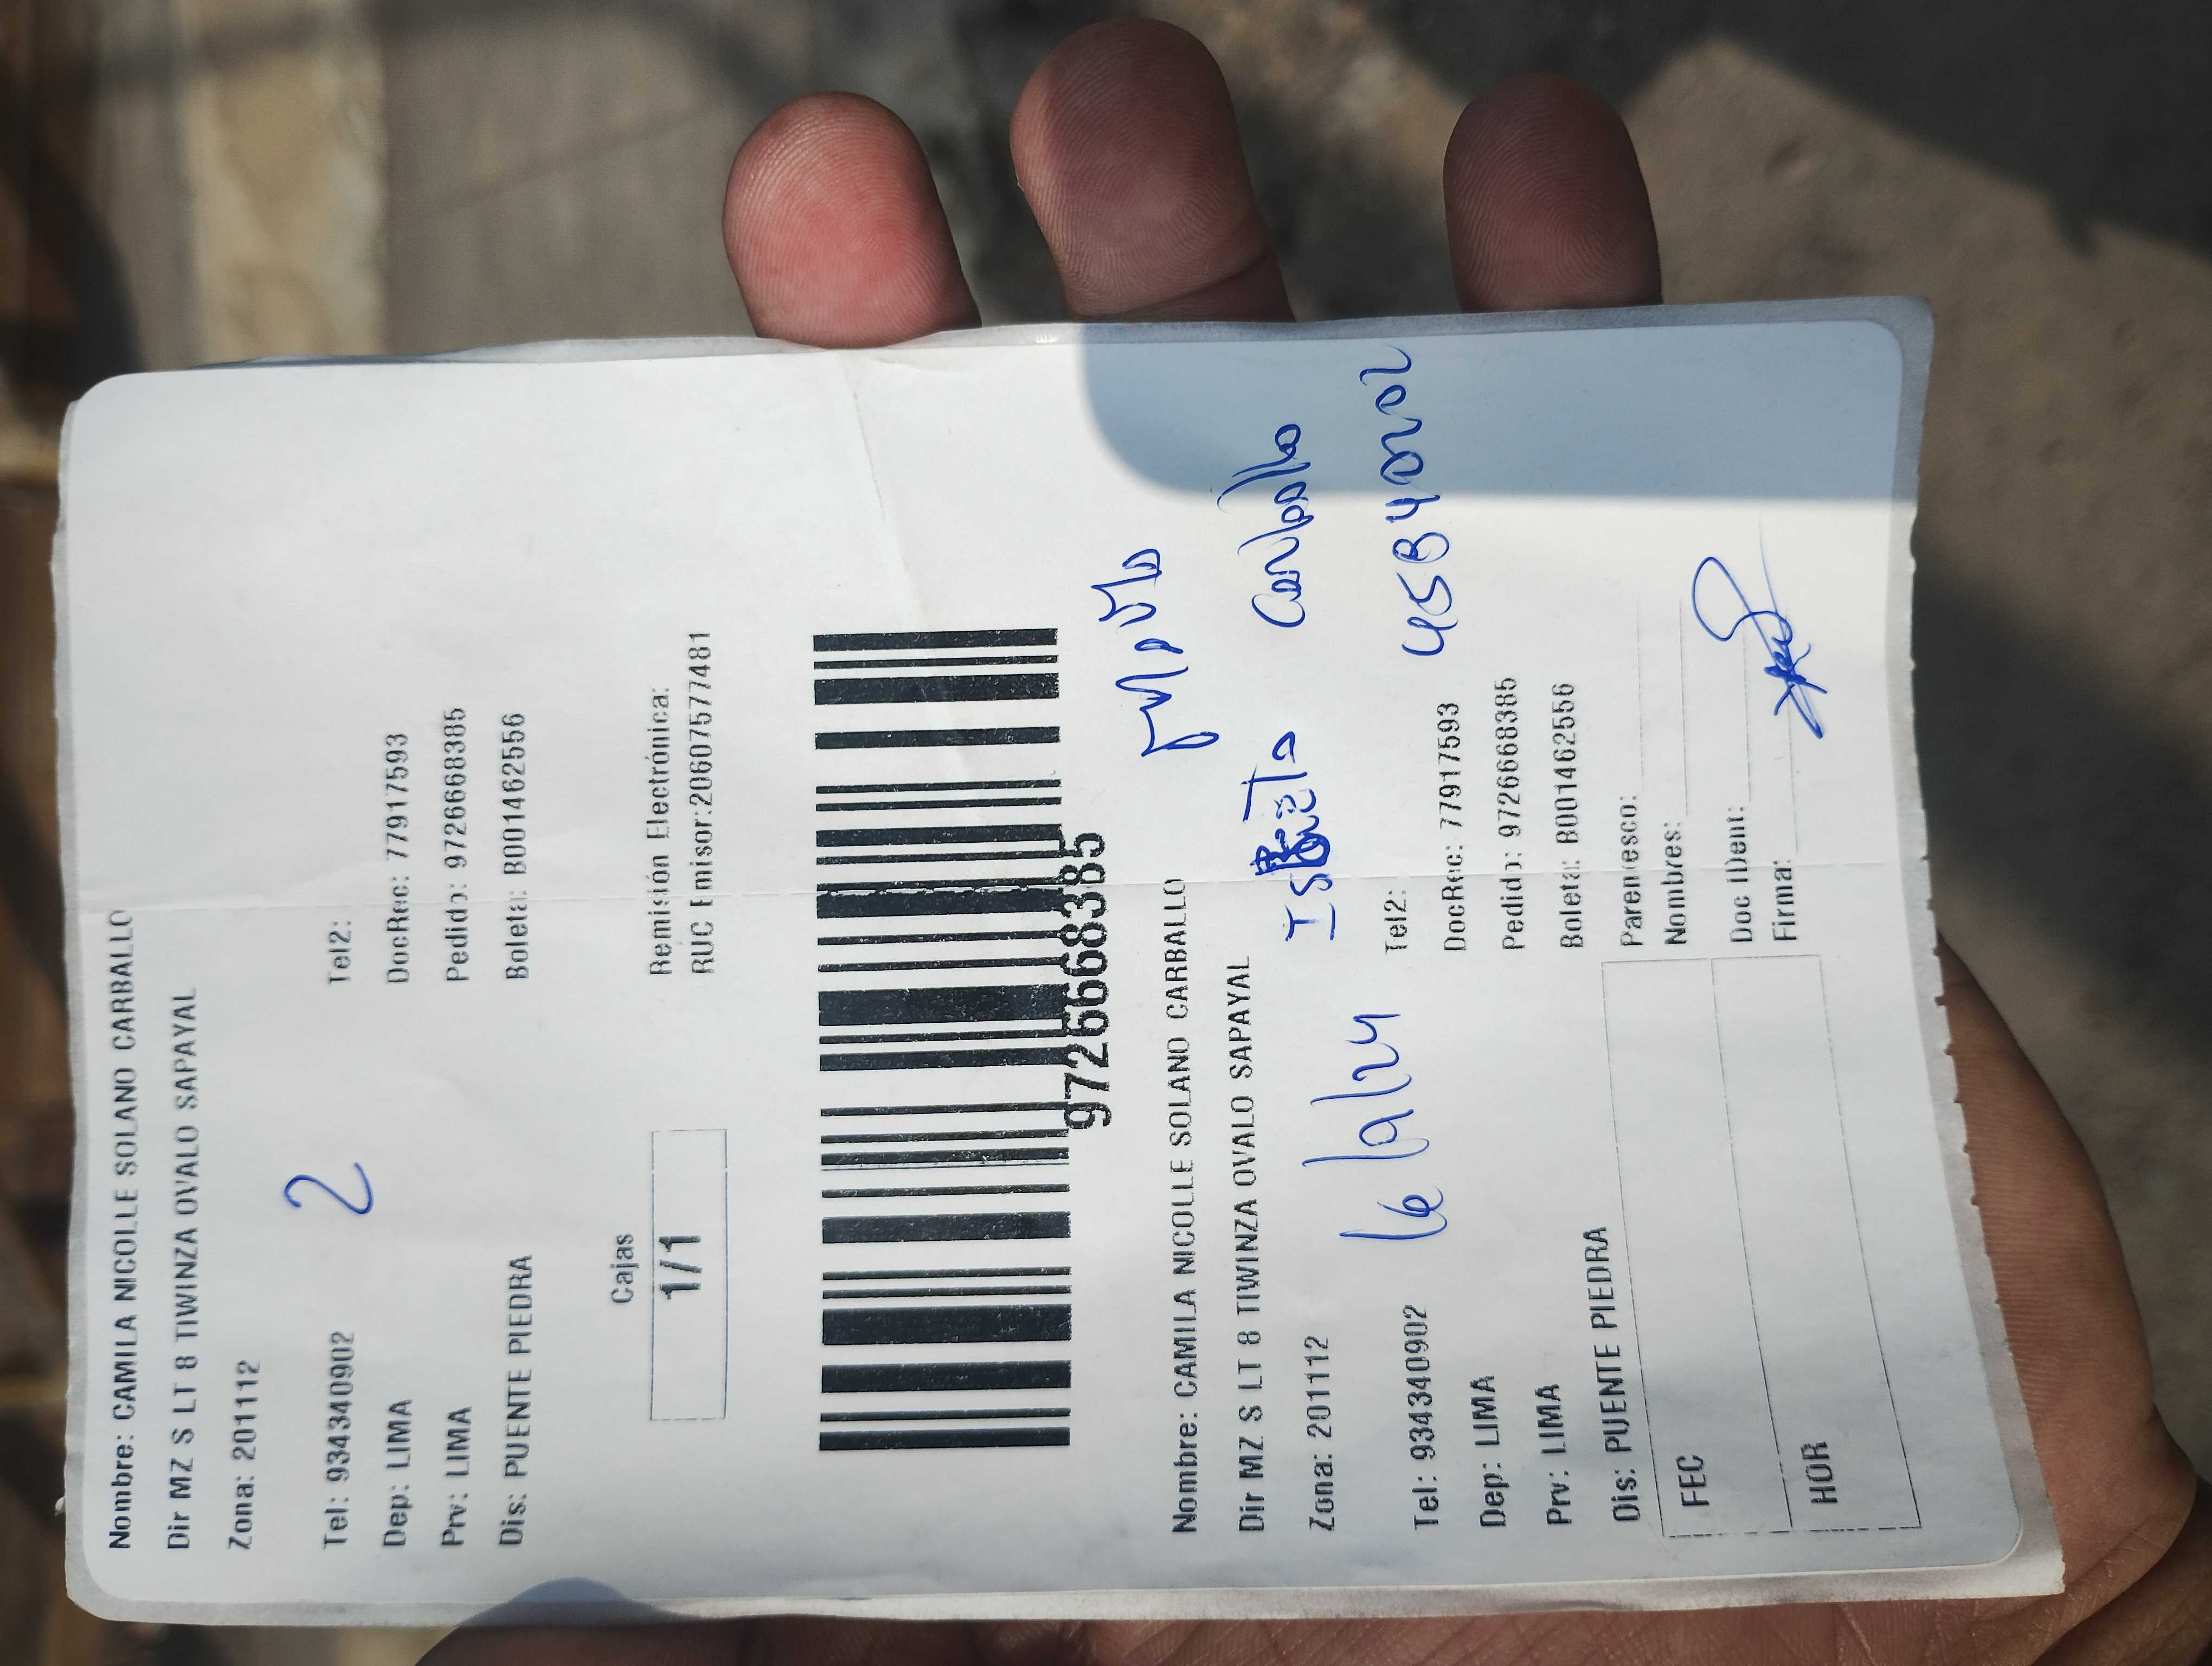 Nombre: CAMILA NICOLLE SOLANO CARBALLO
Dir MZ S LT 8 TIWINZA OVALO SAPAYAL
Zona: 201112
2
Tel: 934340902 Tel2:
Dep: LIMA DocRec: 77917593
Prv: LIMA Pedido: 9726668385
Dis: PUENTE PIEDRA Boleta: B001462556
Cajas Remisión Electrónica:
1/1 RUC Emisor:20607577481
9726668385
Nombre: CAMILA NICOLLE SOLANO CARBALLO
Dir MZ S LT 8 TIWINZA OVALO SAPAYAL
Carballo
Zona: 201112
16/9/24
Tel: 934340902 Tel2:
Dep: LIMA DocRec: 77917593
Prv: LIMA Pedido: 9726668385
Dis: PUENTE PIEDRA Boleta: B001462556
FEC Parentesco:
Nombres:
HOR Doc IDent:
Firma: